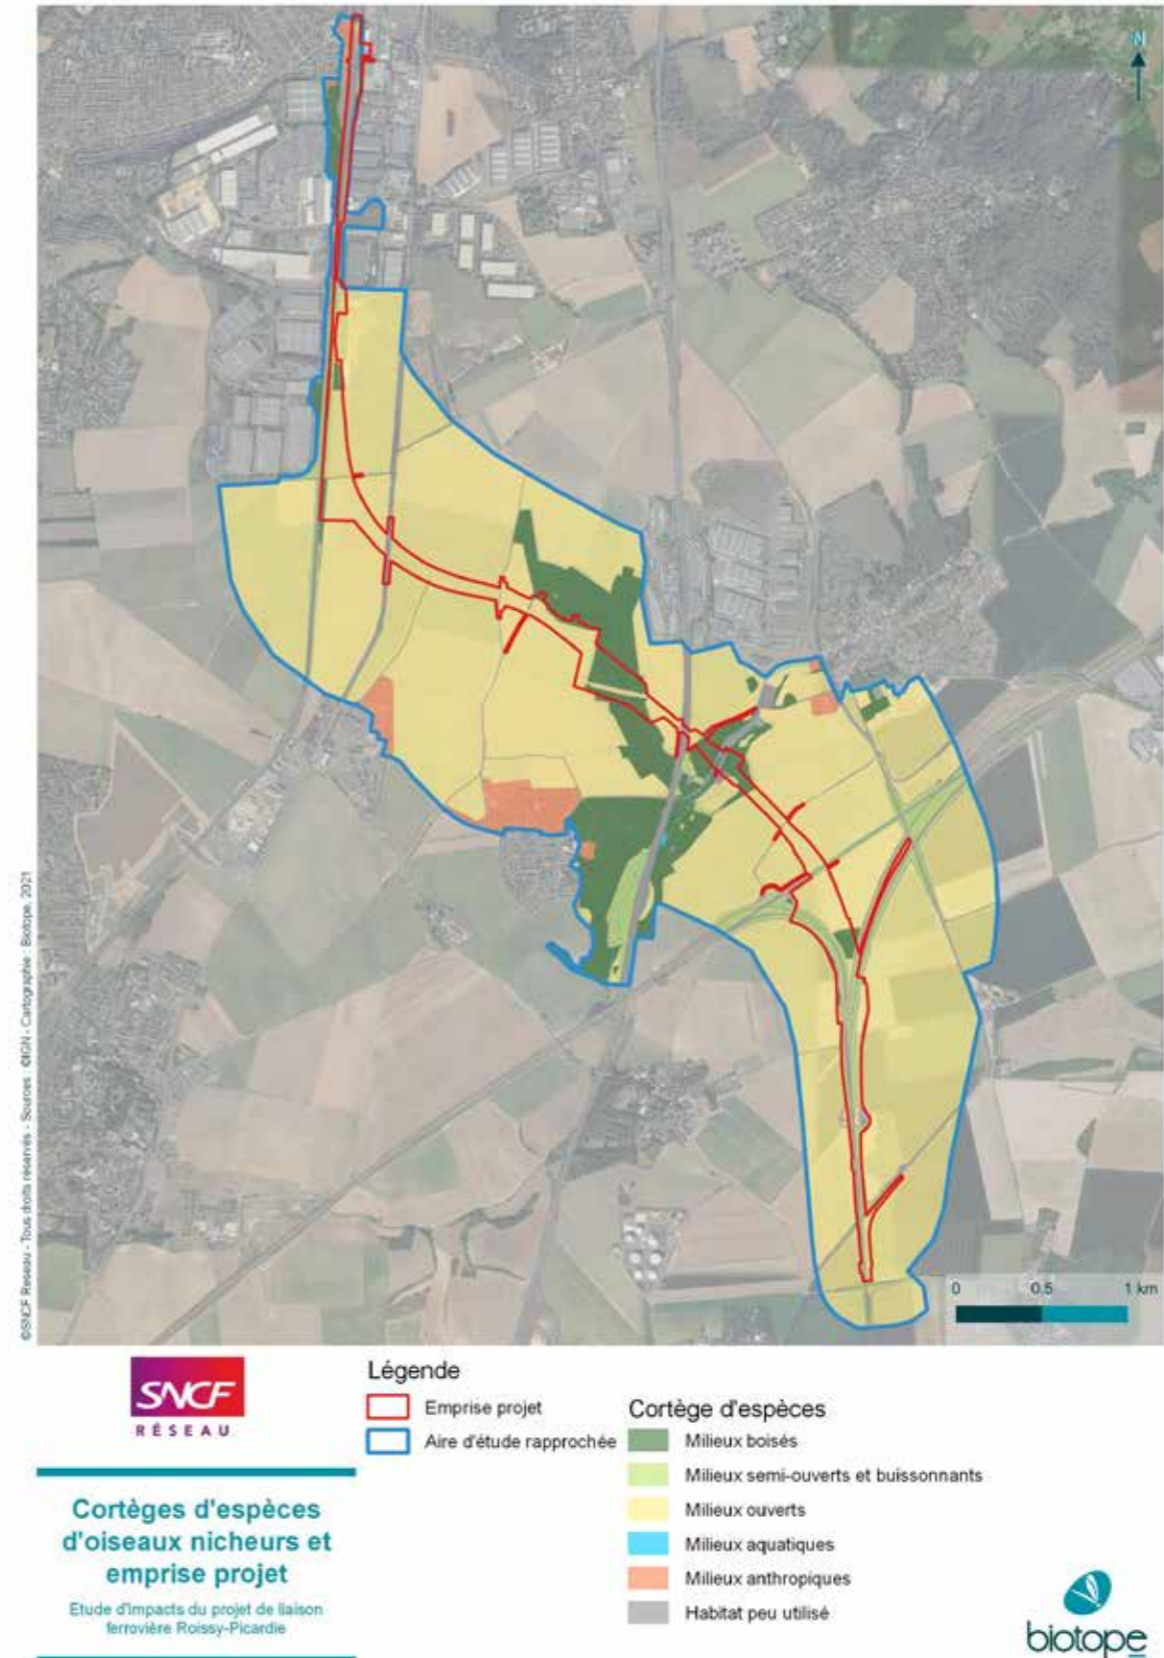 N
©SNCF Réseau - Tous droits réservés - Sources : ©IGN - Cartographie : Biotope, 2021
0 0.5 1 km
SNCF
RÉSEAU
Cortèges d'espèces
d'oiseaux nicheurs et
emprise projet
Etude d'impacts du projet de liaison
ferrovière Roissy-Picardie
Légende
Emprise projet
Aire d'étude rapprochée
Cortège d'espèces
Milieux boisés
Milieux semi-ouverts et buissonnants
Milieux ouverts
Milieux aquatiques
Milieux anthropiques
Habitat peu utilisé
biotope